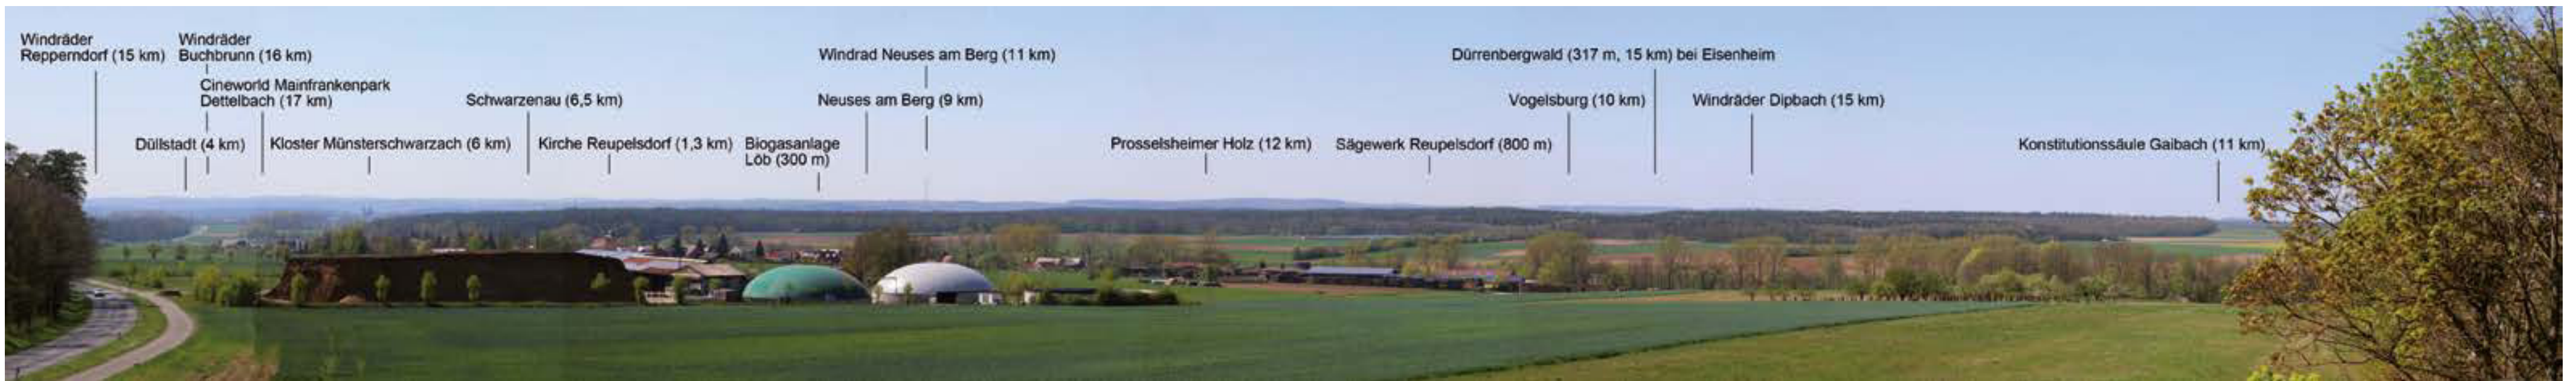 Windräder
Repperndorf (15 km)
Windräder
Buchbrunn (16 km)
Cineworld Mainfrankenpark
Dettelbach (17 km)
Düllstadt (4 km)
Kloster Münsterschwarzach (6 km)
Schwarzenau (6,5 km)
Kirche Reupelsdorf (1,3 km)
Biogasanlage
Löb (300 m)
Windrad Neuses am Berg (11 km)
Neuses am Berg (9 km)
Prosselsheimer Holz (12 km)
Sägewerk Reupelsdorf (800 m)
Dürrenbergwald (317 m, 15 km) bei Eisenheim
Vogelsburg (10 km)
Windräder Dipbach (15 km)
Konstitutionssäule Gaibach (11 km)